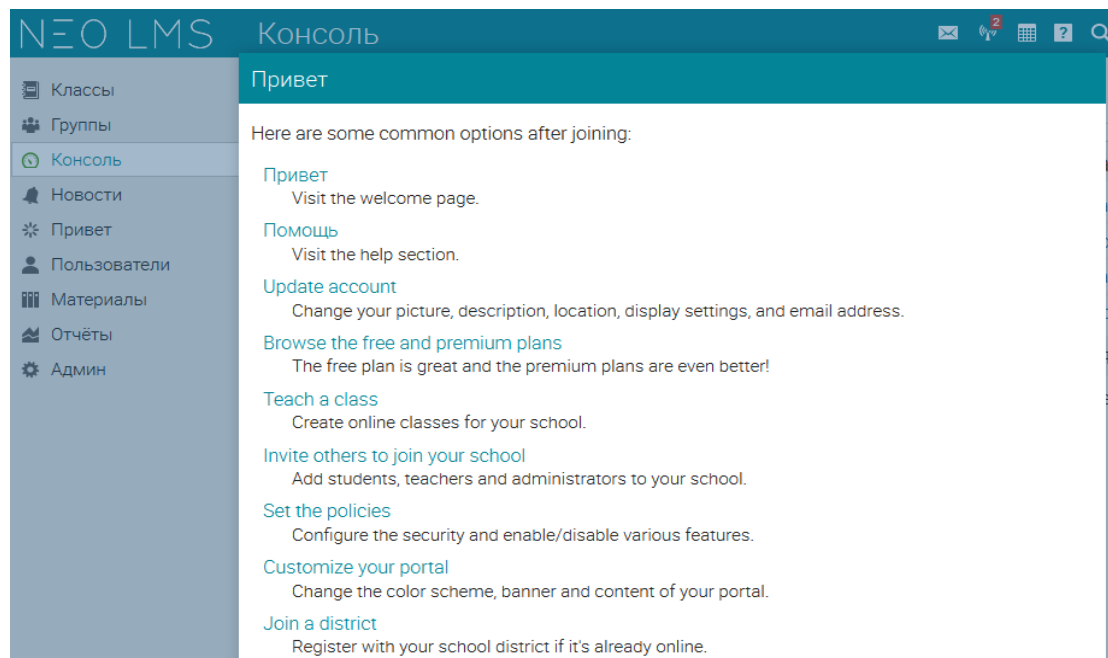 NEO LMS
Консоль
2
?
Классы
Группы
Консоль
Новости
Привет
Пользователи
Материалы
Отчёты
Админ
Привет
Here are some common options after joining:
Привет
Visit the welcome page.
Помощь
Visit the help section.
Update account
Change your picture, description, location, display settings, and email address.
Browse the free and premium plans
The free plan is great and the premium plans are even better!
Teach a class
Create online classes for your school.
Invite others to join your school
Add students, teachers and administrators to your school.
Set the policies
Configure the security and enable/disable various features.
Customize your portal
Change the color scheme, banner and content of your portal.
Join a district
Register with your school district if it's already online.